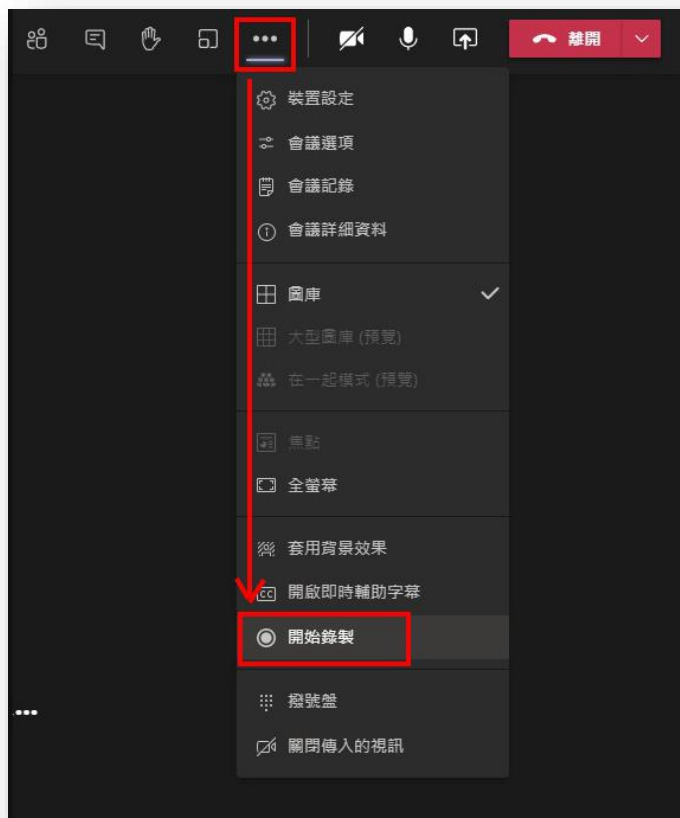 離開
裝置設定
會議選項
會議記錄
會議詳細資料
圖庫
大型圖庫 (預覽)
在一起模式 (預覽)
焦點
全螢幕
套用背景效果
CC 開啟即時輔助字幕
開始錄製
撥號盤
關閉傳入的視訊